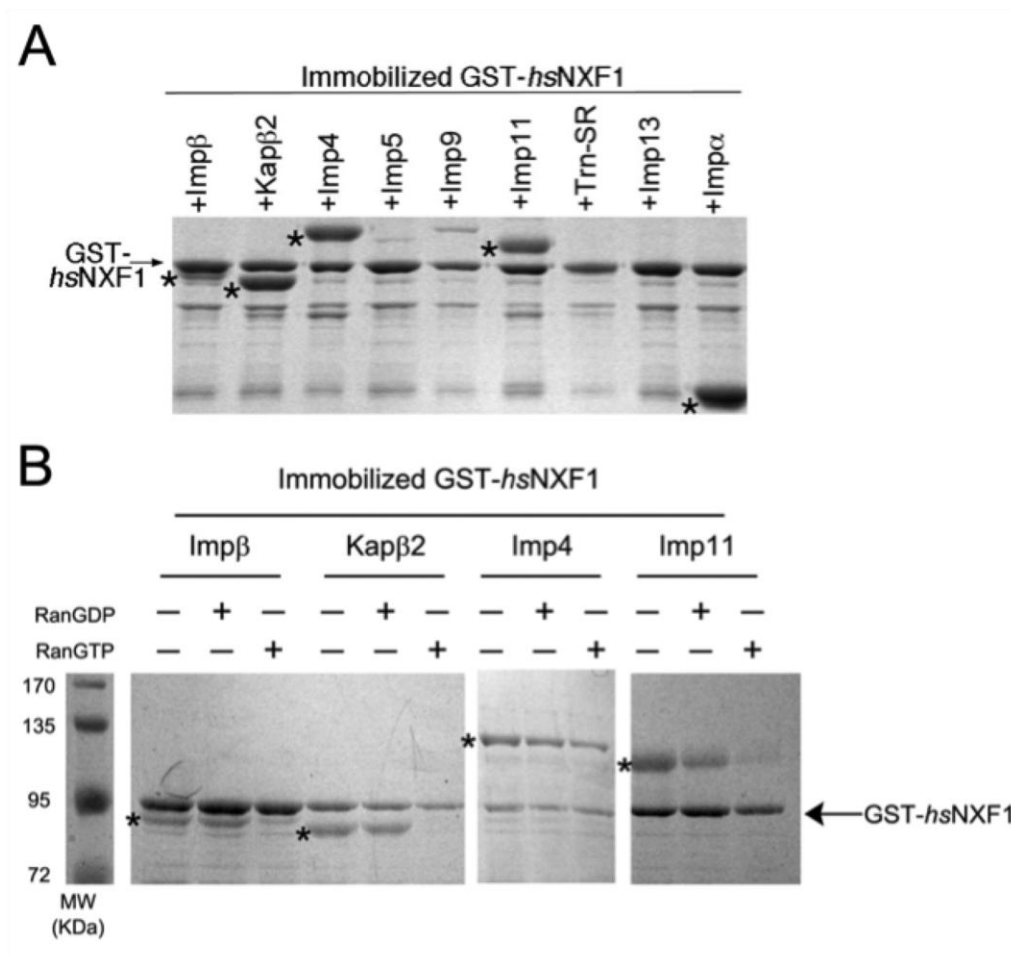 A
Immobilized GST-hsNXF1
+Impβ +Kapβ2 +Imp4 +Imp5 +Imp9 +Imp11 +Trn-SR +Imp13 +Impα
GST-
hsNXF1
* * * * * *
B
Immobilized GST-hsNXF1
Impβ Kapβ2 Imp4 Imp11
RanGDP − + − − + − − + − − + −
RanGTP − − + − − + − − + − − +
170
135
95
72
* * * *
GST-hsNXF1
MW
(KDa)